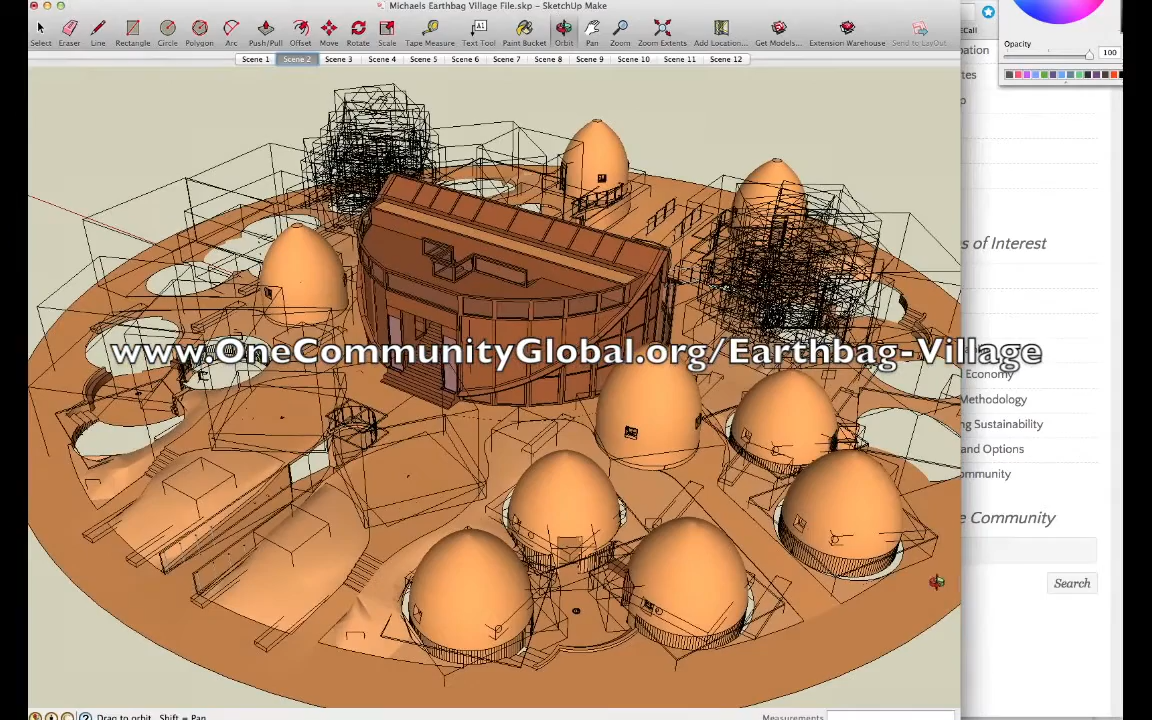 Michaels Earthbag Village File.skp - SketchUp Make
Select Eraser Line Rectangle Circle Polygon Arc Push/Pull Offset Move Rotate Scale Tape Measure Text Tool Paint Bucket Orbit Pan Zoom Zoom Extents Add Location... Get Models... Extension Warehouse Send to LayOut
Scene 1 Scene 2 Scene 3 Scene 4 Scene 5 Scene 6 Scene 7 Scene 8 Scene 9 Scene 10 Scene 11 Scene 12
Opacity
100
s of Interest
www.OneCommunityGlobal.org/Earthbag-Village
Economy
Methodology
ng Sustainability
and Options
ommunity
e Community
Search
Drag to orbit. Shift = Pan
Measurements